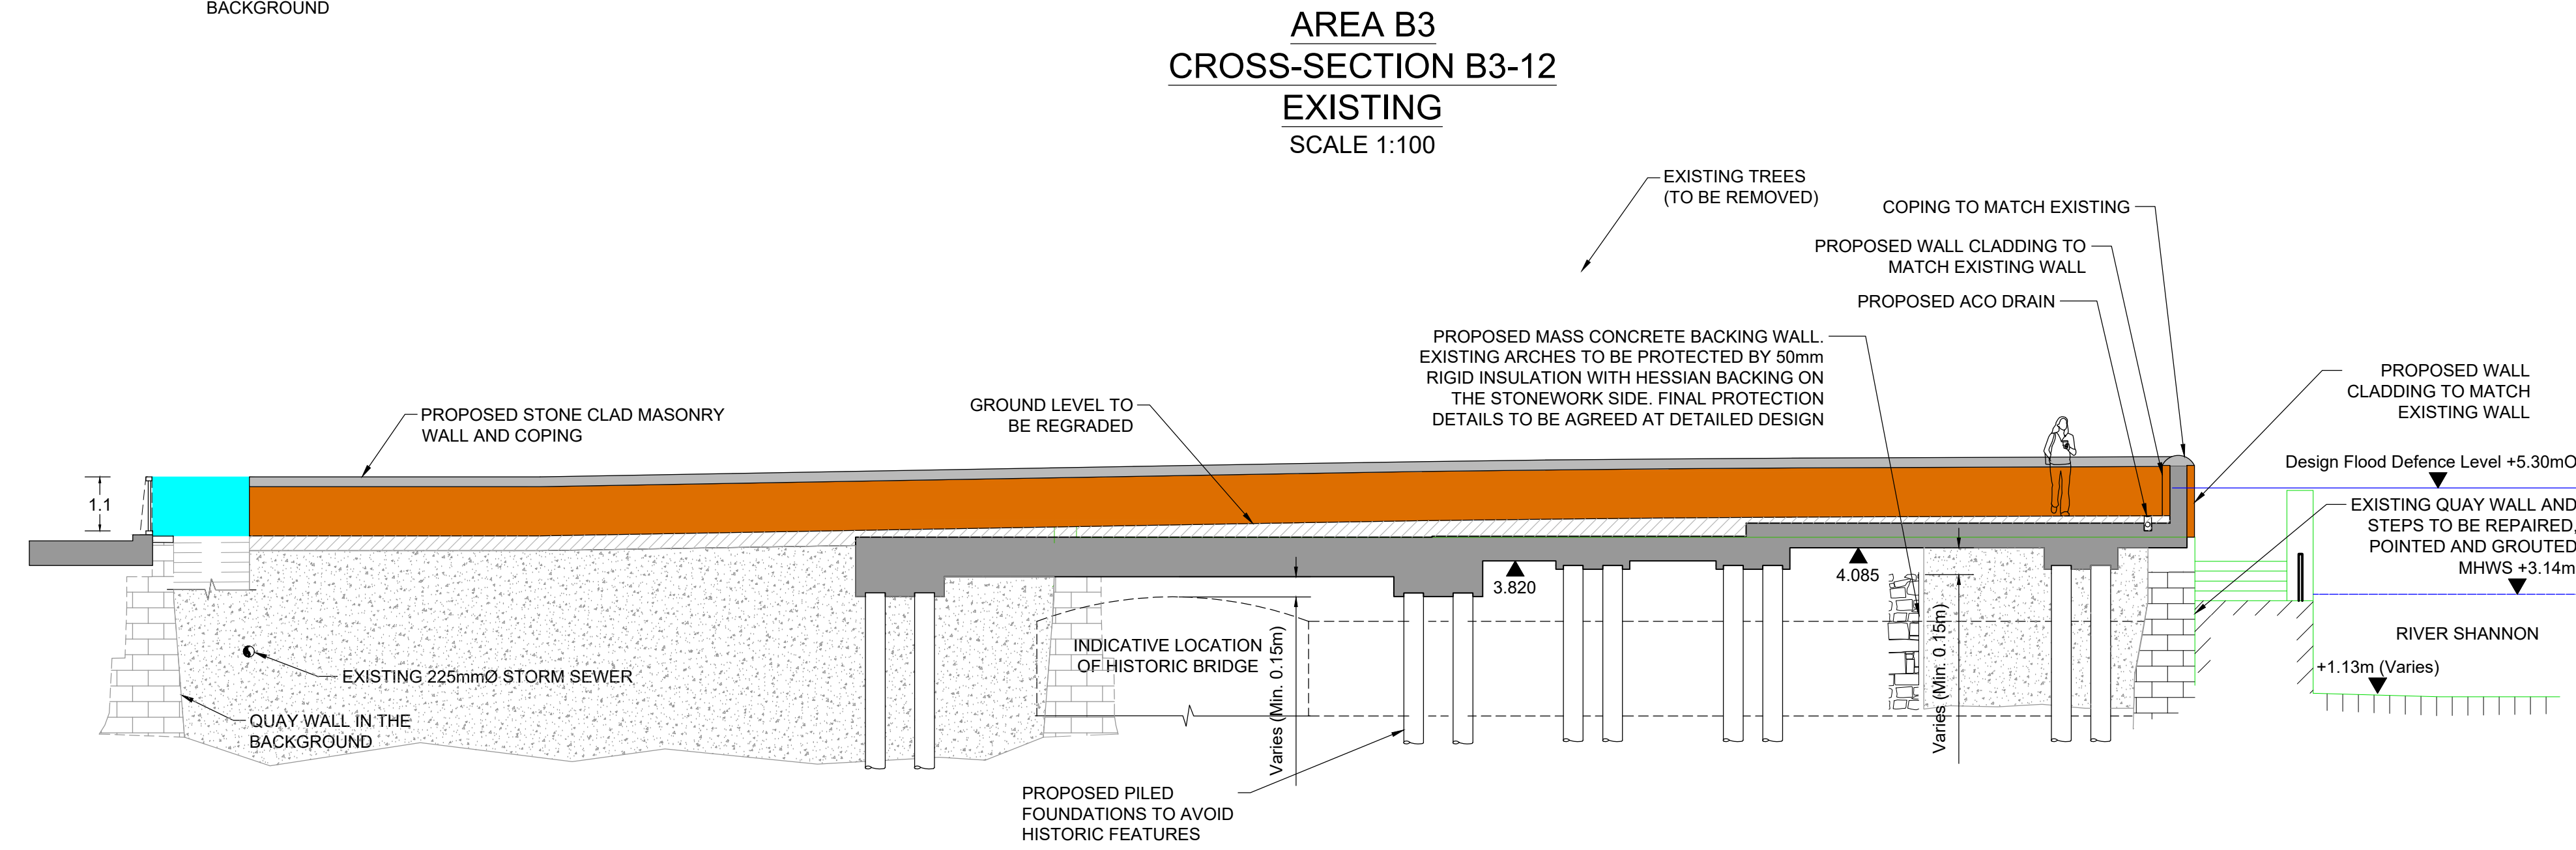 BACKGROUND
AREA B3
CROSS-SECTION B3-12
EXISTING
SCALE 1:100
EXISTING TREES
(TO BE REMOVED)
COPING TO MATCH EXISTING
PROPOSED WALL CLADDING TO
MATCH EXISTING WALL
PROPOSED ACO DRAIN
PROPOSED MASS CONCRETE BACKING WALL.
EXISTING ARCHES TO BE PROTECTED BY 50mm
RIGID INSULATION WITH HESSIAN BACKING ON
THE STONEWORK SIDE. FINAL PROTECTION
DETAILS TO BE AGREED AT DETAILED DESIGN
PROPOSED WALL
CLADDING TO MATCH
EXISTING WALL
GROUND LEVEL TO
BE REGRADED
PROPOSED STONE CLAD MASONRY
WALL AND COPING
Design Flood Defence Level +5.30mO
1.1
EXISTING QUAY WALL AND
STEPS TO BE REPAIRED,
POINTED AND GROUTED
MHWS +3.14m
3.820
4.085
RIVER SHANNON
+1.13m (Varies)
INDICATIVE LOCATION
OF HISTORIC BRIDGE
Varies (Min. 0.15m)
Varies (Min. 0.15m)
EXISTING 225mmØ STORM SEWER
QUAY WALL IN THE
BACKGROUND
PROPOSED PILED
FOUNDATIONS TO AVOID
HISTORIC FEATURES